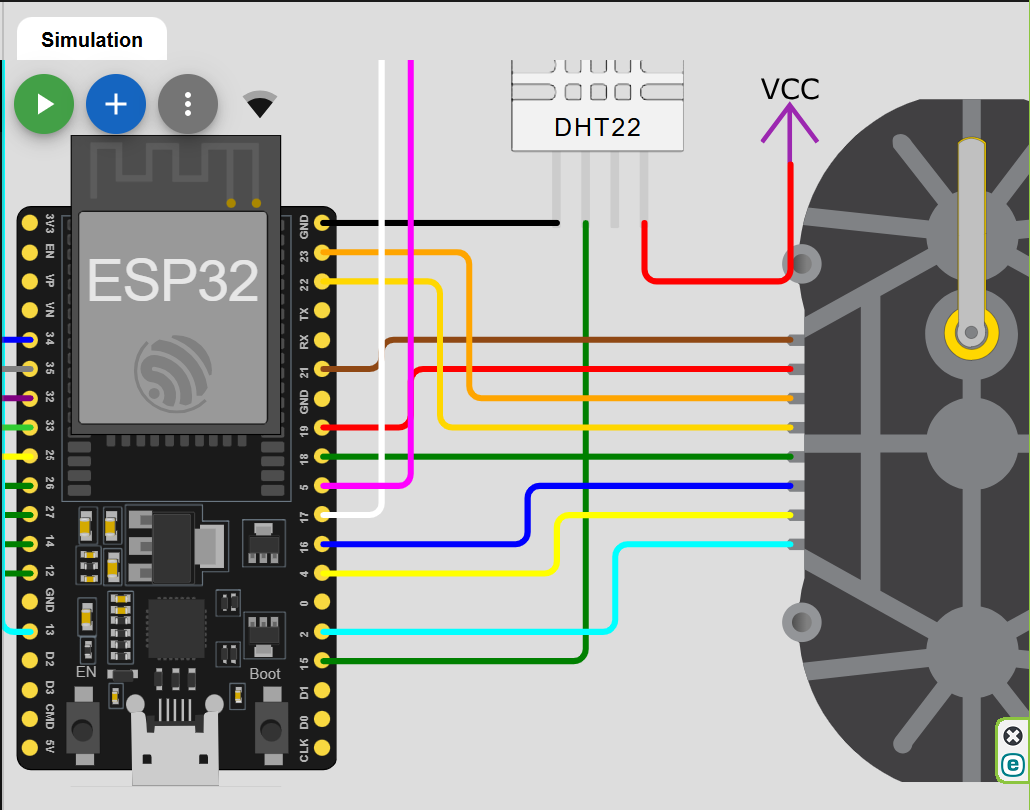 Simulation
VCC
DHT22
ESP32
3V3
EN
VP
VN
34
35
32
33
25
26
27
14
12
GND
13
D2
D3
CMD
5V
GND
23
22
TX
RX
21
GND
19
18
5
17
16
4
0
2
15
D1
D0
CLK
EN
Boot
e